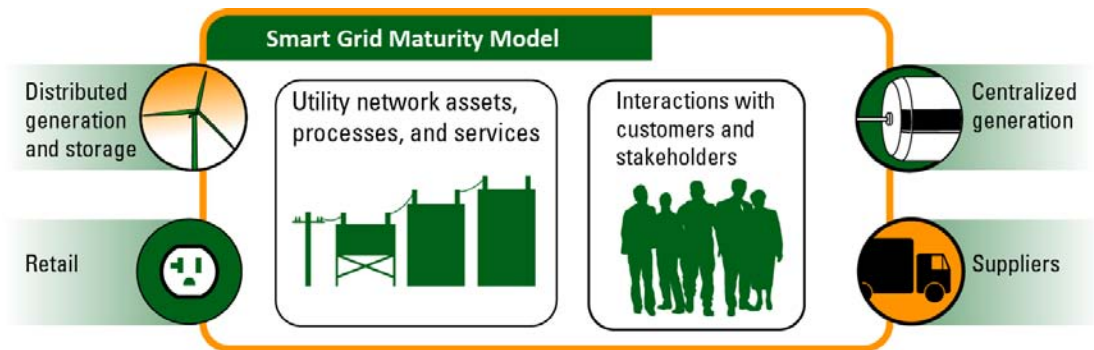 Smart Grid Maturity Model
Distributed
generation
and storage
Utility network assets,
processes, and services
Interactions with
customers and
stakeholders
Centralized
generation
Retail
Suppliers